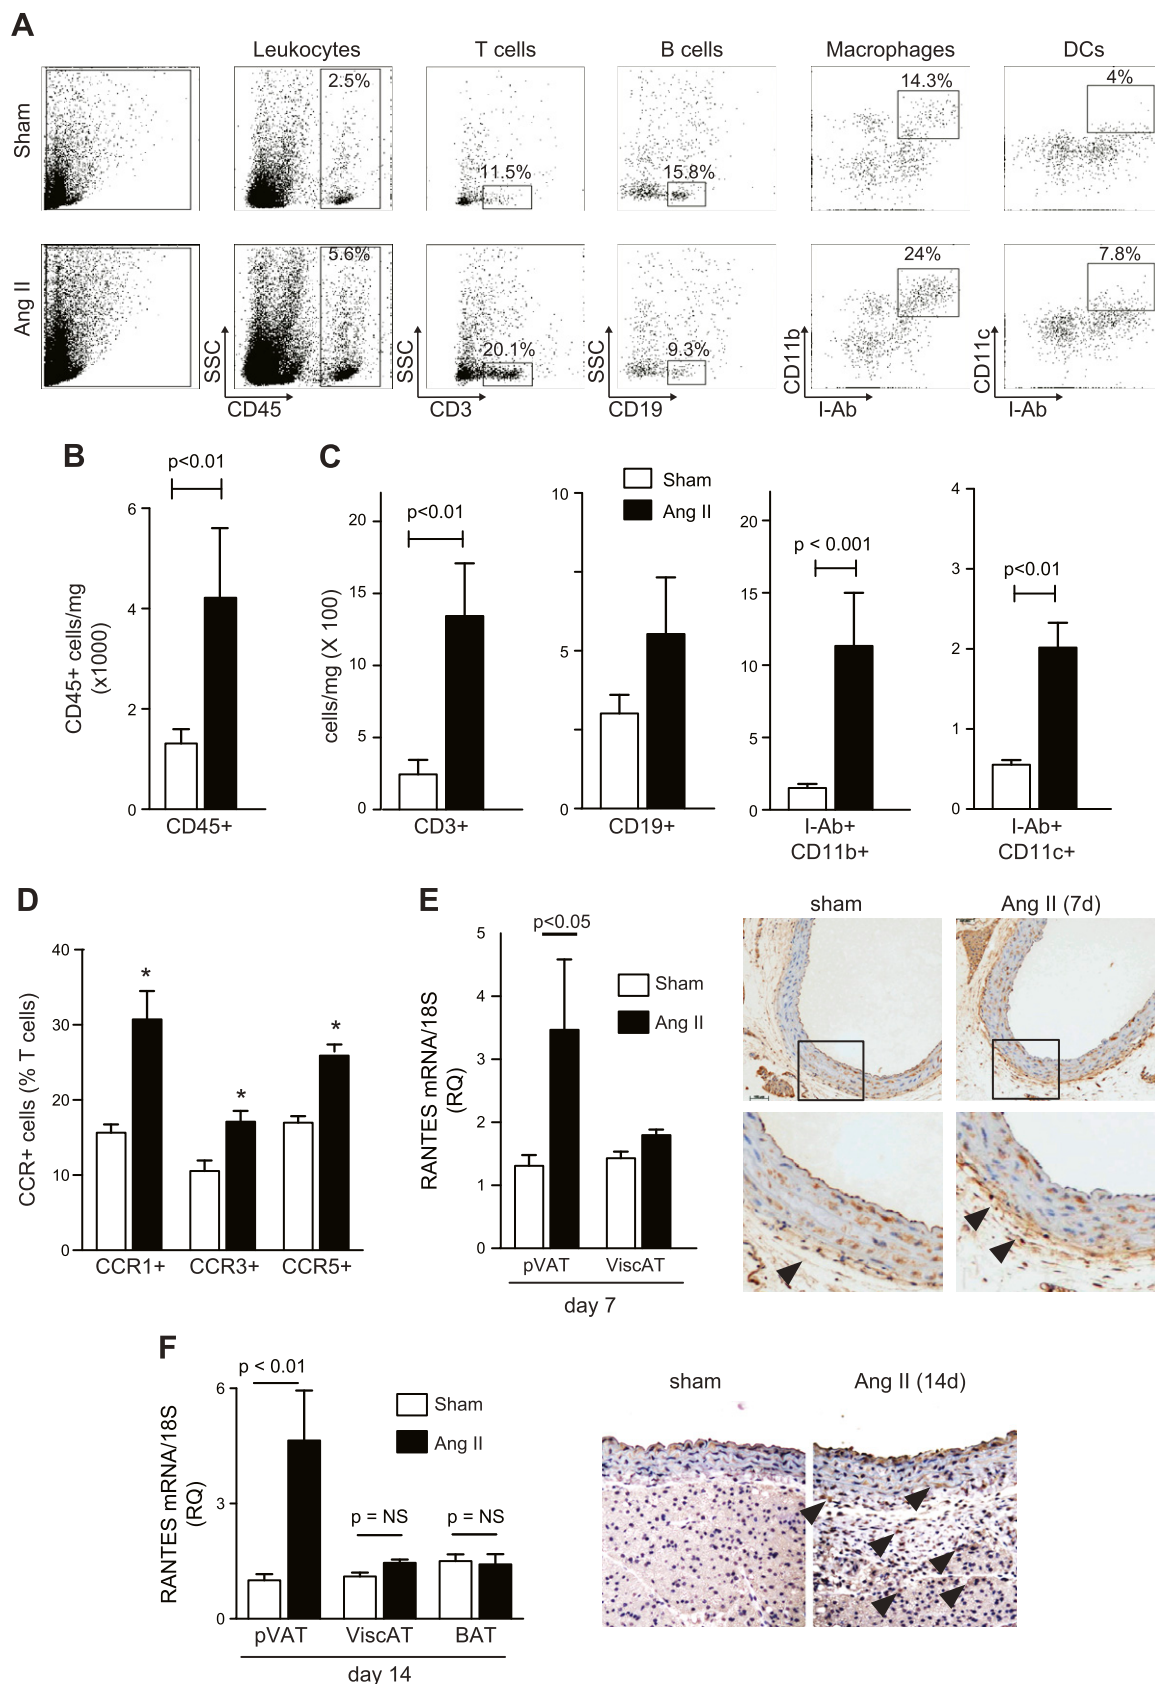 A
Leukocytes T cells B cells Macrophages DCs
Sham
2.5%
11.5%
15.8%
14.3%
4%
Ang II
5.6%
20.1%
9.3%
24%
7.8%
SSC
SSC
SSC
CD11b
CD11c
CD45 CD3 CD19 I-Ab I-Ab
B
p<0.01
CD45+ cells/mg
(x1000)
6
4
2
0
CD45+
C
Sham
Ang II
cells/mg (X 100)
p<0.01
20
15
10
5
0
CD3+
10
5
0
CD19+
p < 0.001
20
15
10
5
0
I-Ab+
CD11b+
p<0.01
4
3
2
1
0
I-Ab+
CD11c+
D
CCR+ cells (% T cells)
40
30
20
10
0
* * *
CCR1+ CCR3+ CCR5+
E
p<0.05
RANTES mRNA/18S
(RQ)
5
4
3
2
1
0
Sham
Ang II
pVAT ViscAT
day 7
sham Ang II (7d)
F
p < 0.01
RANTES mRNA/18S
(RQ)
6
3
0
Sham
Ang II
p = NS p = NS
pVAT ViscAT BAT
day 14
sham Ang II (14d)